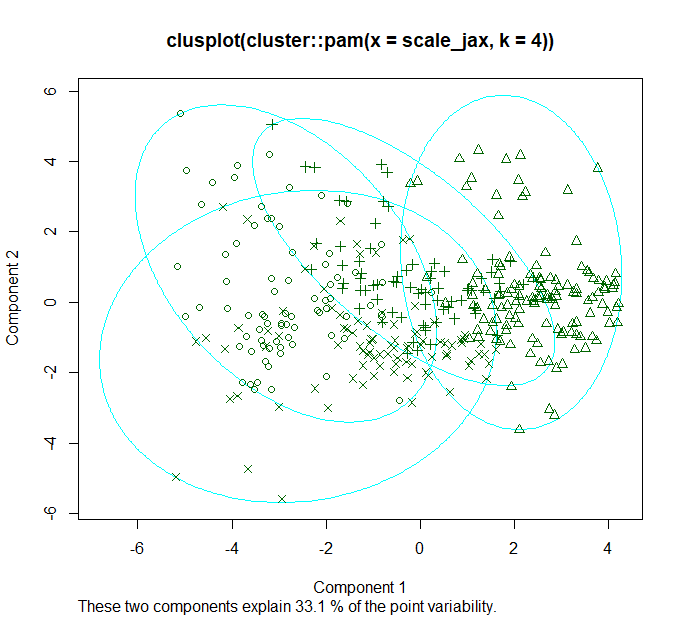 clusplot(cluster::pam(x = scale_jax, k = 4))
6
4
2
0
-2
-4
-6
Component 2
-6 -4 -2 0 2 4
Component 1
These two components explain 33.1 % of the point variability.